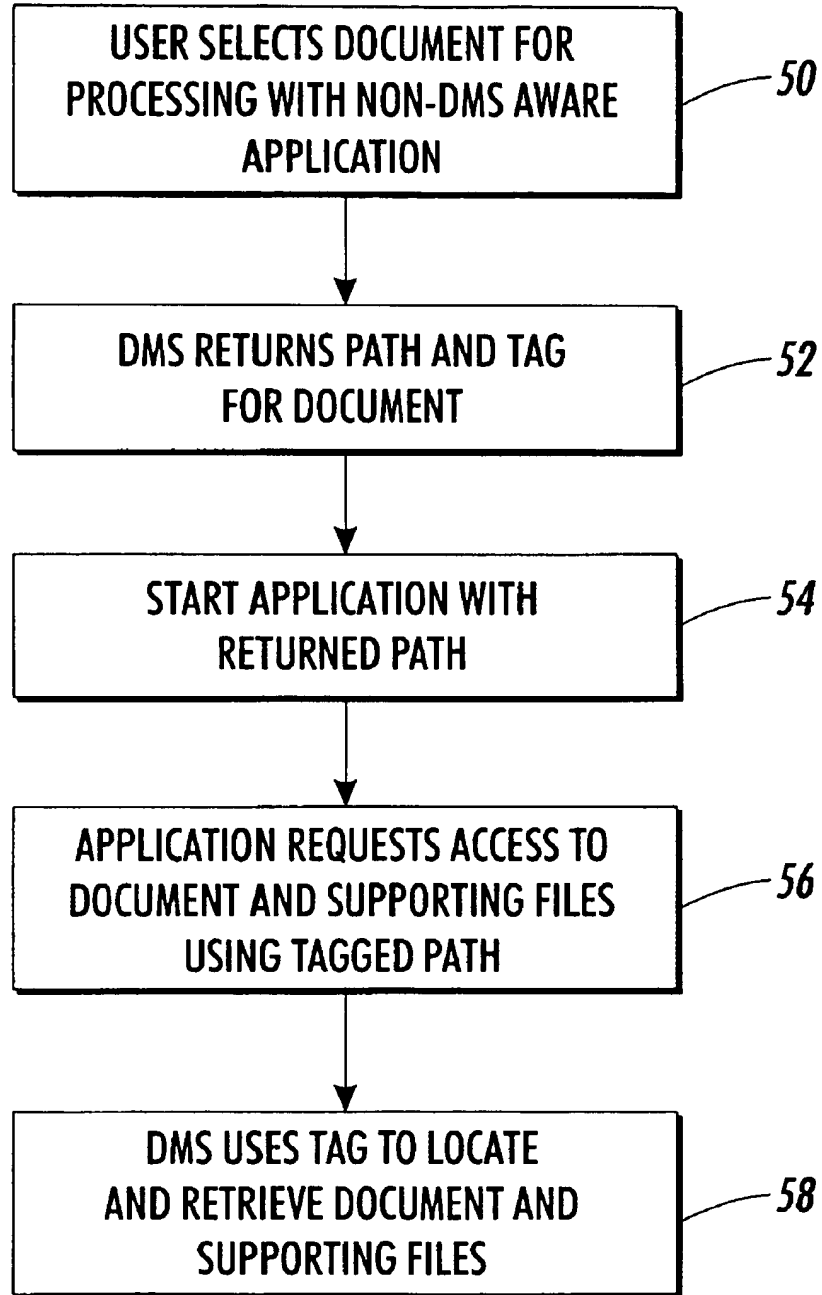 USER SELECTS DOCUMENT FOR
PROCESSING WITH NON-DMS AWARE
APPLICATION
50
DMS RETURNS PATH AND TAG
FOR DOCUMENT
52
START APPLICATION WITH
RETURNED PATH
54
APPLICATION REQUESTS ACCESS TO
DOCUMENT AND SUPPORTING FILES
USING TAGGED PATH
56
DMS USES TAG TO LOCATE
AND RETRIEVE DOCUMENT AND
SUPPORTING FILES
58